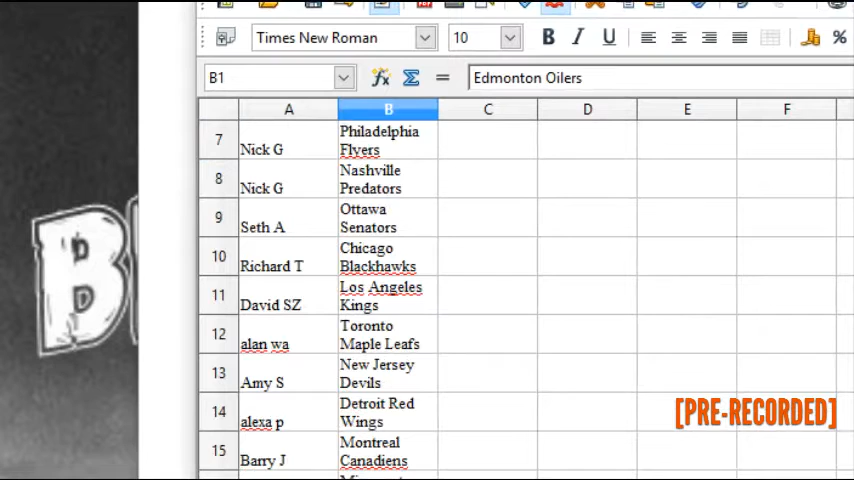 Times New Roman 10 B I U %
B1 fx Σ = Edmonton Oilers
A B C D E F
7 Nick G Philadelphia Flyers
8 Nick G Nashville Predators
9 Seth A Ottawa Senators
10 Richard T Chicago Blackhawks
11 David SZ Los Angeles Kings
12 alan wa Toronto Maple Leafs
13 Amy S New Jersey Devils
14 alexa p Detroit Red Wings
15 Barry J Montreal Canadiens
[PRE-RECORDED]
B